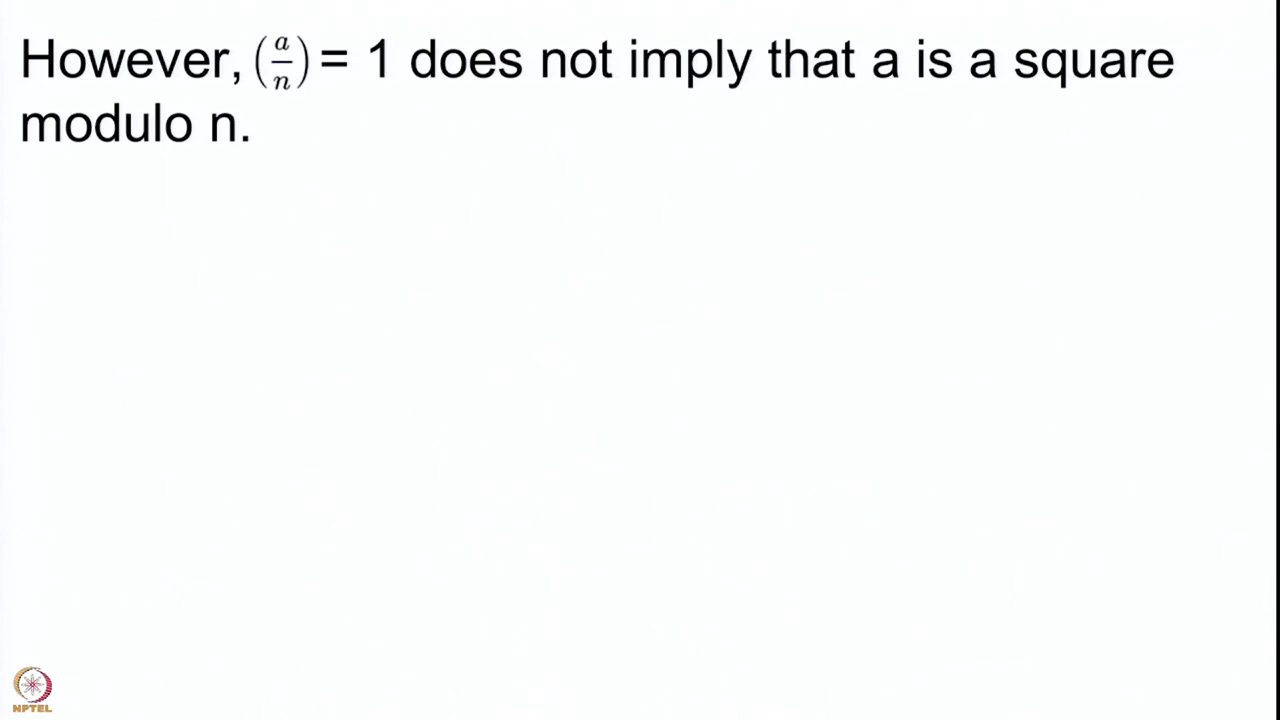 However, (a/n) = 1 does not imply that a is a square
modulo n.
NPTEL